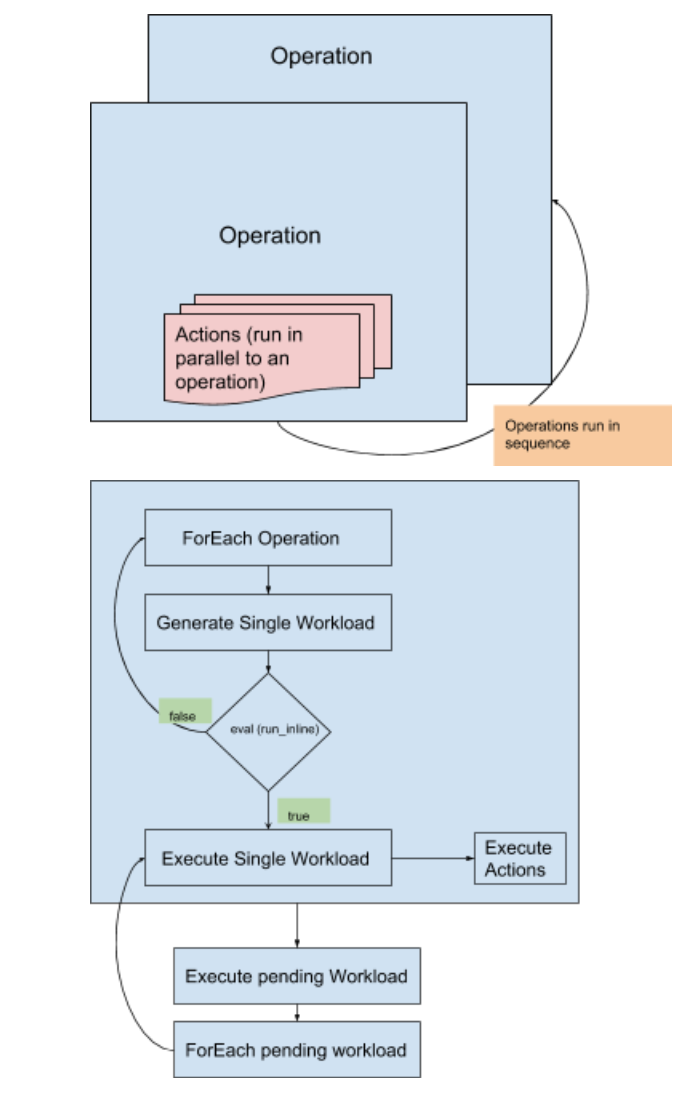 Operation
Operation
Actions (run in
parallel to an
operation)
Operations run in
sequence
ForEach Operation
Generate Single Workload
eval (run_inline)
false
true
Execute Single Workload
Execute
Actions
Execute pending Workload
ForEach pending workload